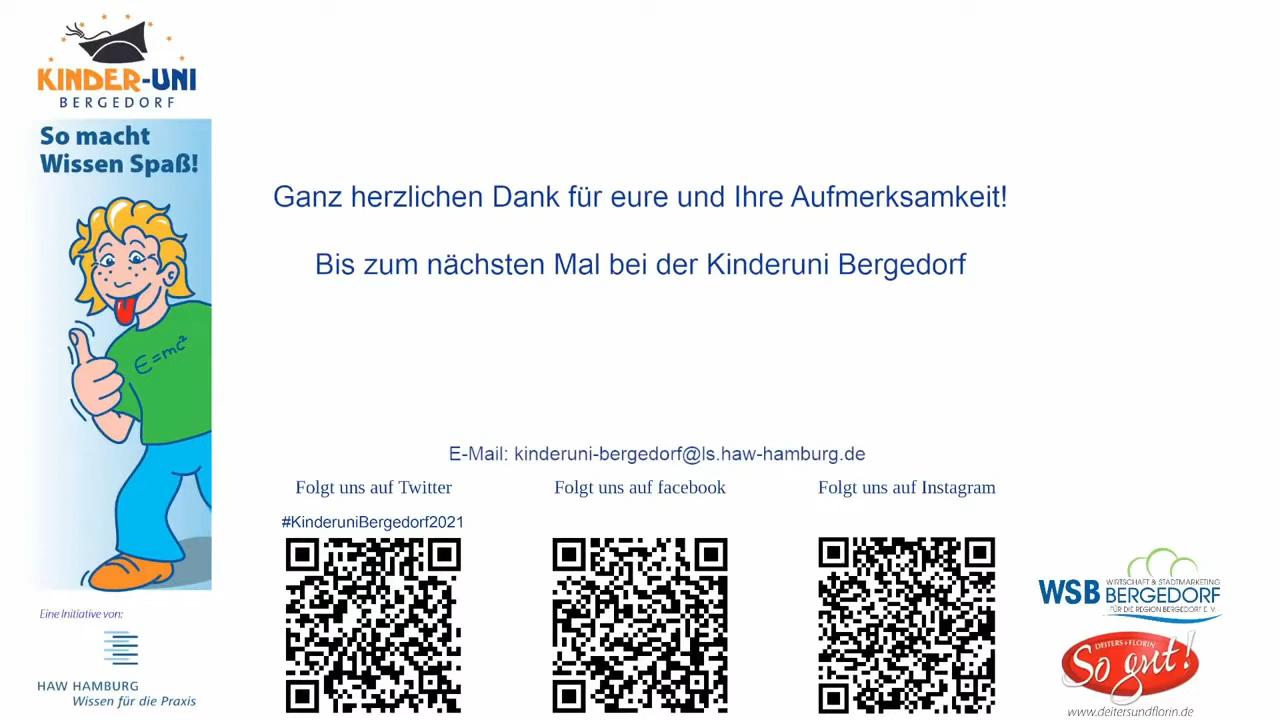 KINDER-UNI
BERGEDORF
So macht
Wissen Spaß!
E=mc²
Eine Initiative von:
HAW HAMBURG
Wissen für die Praxis
Ganz herzlichen Dank für eure und Ihre Aufmerksamkeit!
Bis zum nächsten Mal bei der Kinderuni Bergedorf
E-Mail: kinderuni-bergedorf@ls.haw-hamburg.de
Folgt uns auf Twitter
#KinderuniBergedorf2021
Folgt uns auf facebook
Folgt uns auf Instagram
WSB
WIRTSCHAFT & STADTMARKETING
BERGEDORF
FÜR DIE REGION BERGEDORF E. V.
DEITERS+FLORIN
So gut!
www.deitersundflorin.de